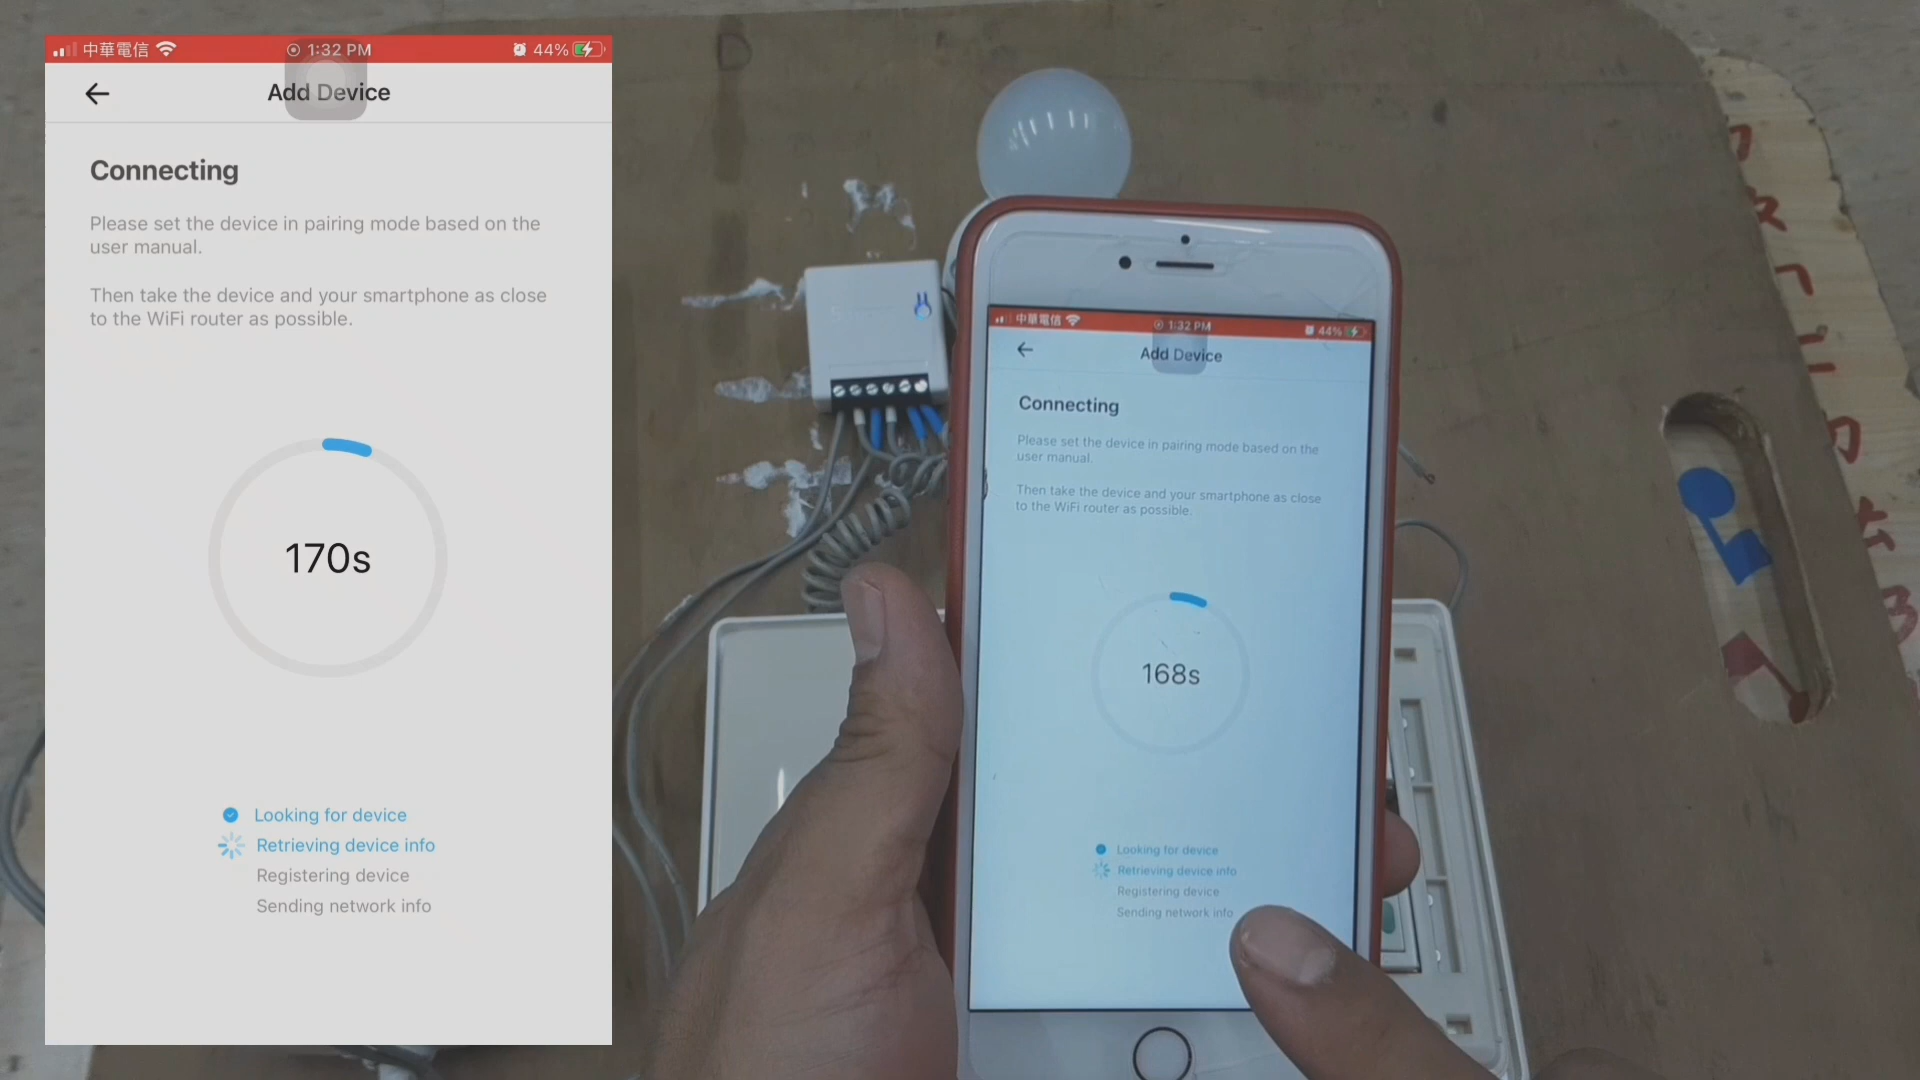 中華電信
1:32 PM
44%
Add Device
Connecting
Please set the device in pairing mode based on the
user manual.
Then take the device and your smartphone as close
to the WiFi router as possible.
170s
Looking for device
Retrieving device info
Registering device
Sending network info
中華電信
1:32 PM
44%
Add Device
Connecting
Please set the device in pairing mode based on the
user manual.
Then take the device and your smartphone as close
to the WiFi router as possible.
168s
Looking for device
Retrieving device info
Registering device
Sending network info